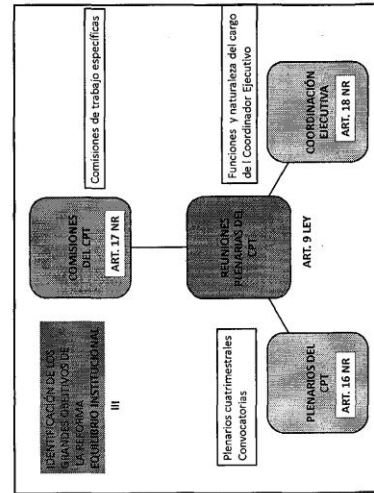 IDENTIFICACIÓN DE LOS
GRANDES OBJETIVOS DE
LA REFORMA
EQUILIBRIO INSTITUCIONAL
III
COMISIONES
DEL CPT
ART. 17 NR
Comisiones de trabajo específicas
REUNIONES
PLENARIAS DEL
CPT
ART. 9 LEY
Plenarios cuatrimestrales
Convocatorias
PLENARIOS DEL
CPT
ART. 16 NR
Funciones y naturaleza del cargo
de l Coordinador Ejecutivo
COORDINACIÓN
EJECUTIVA
ART. 18 NR